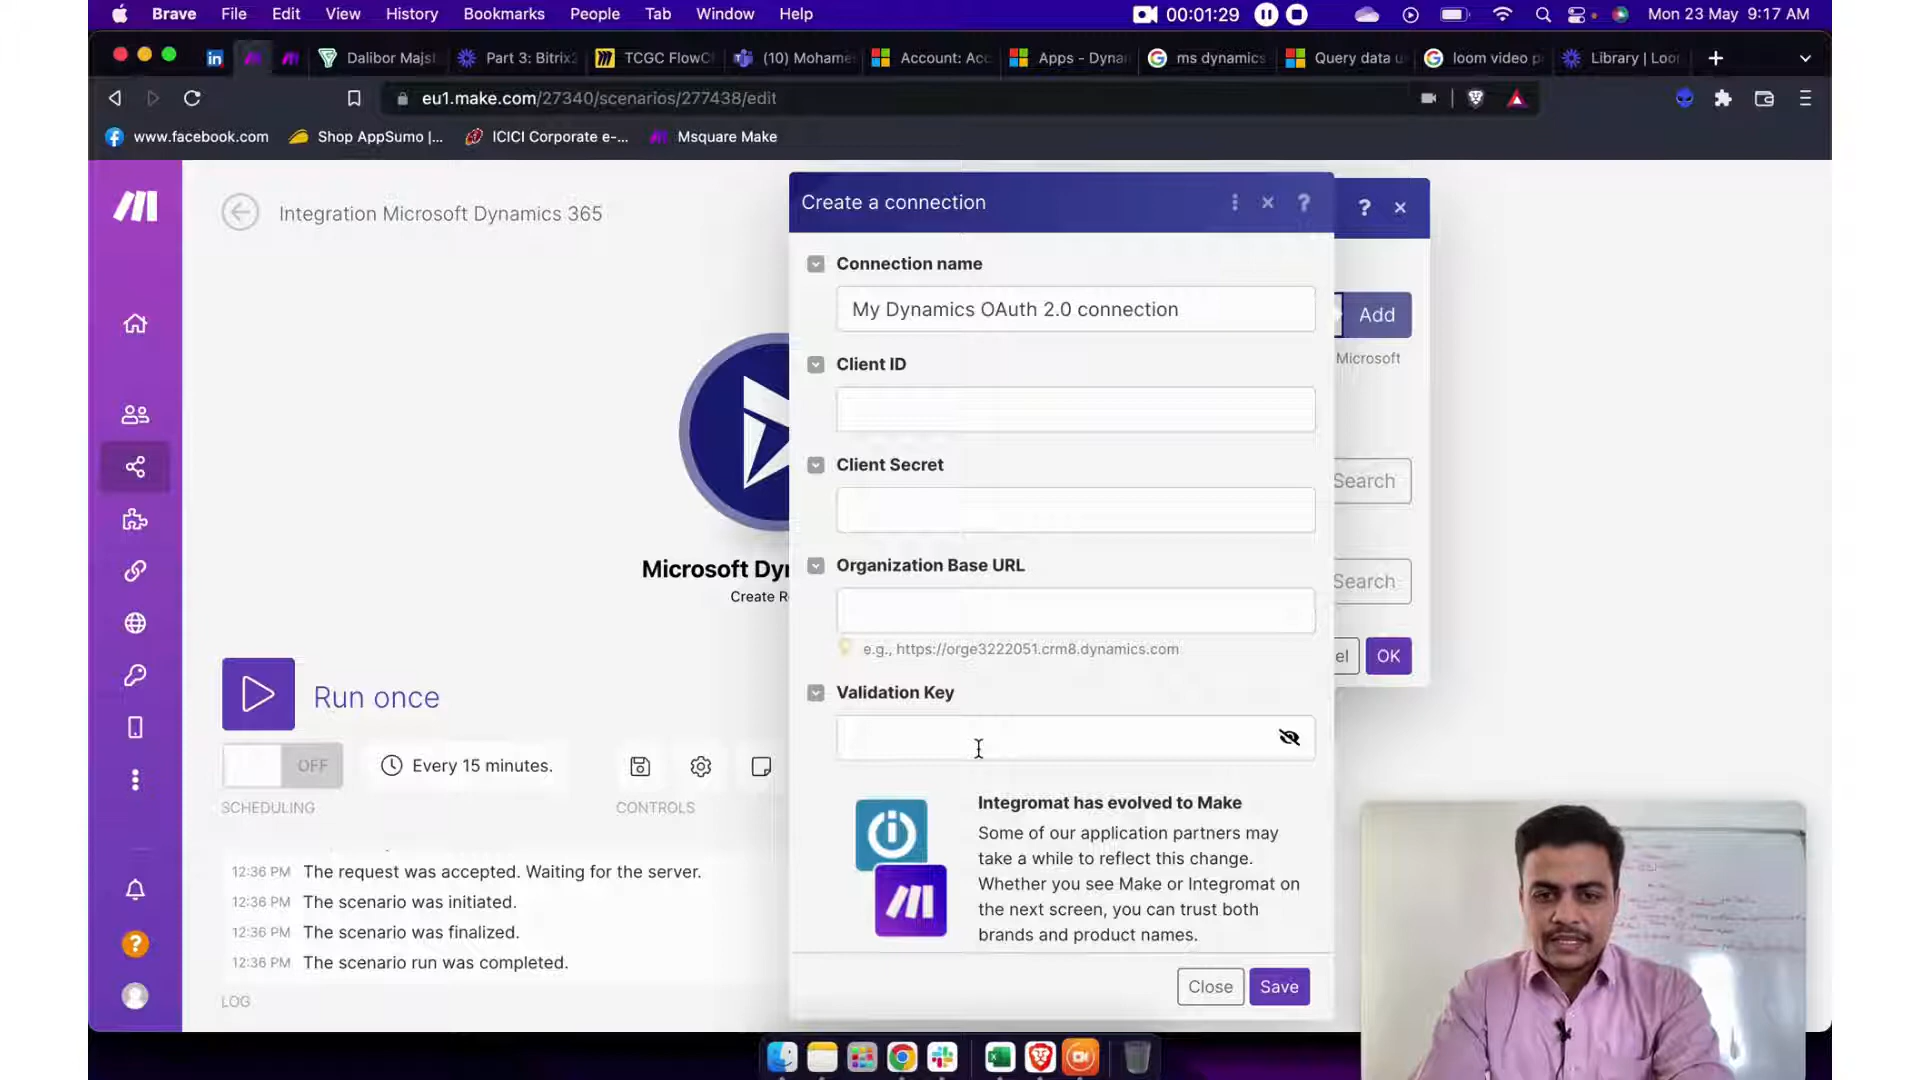 Brave File Edit View History Bookmarks People Tab Window Help 00:01:29 Mon 23 May 9:17 AM
Dalibor Majst Part 3: Bitrix2 TCGC FlowCh (10) Mohame Account: Acc Apps - Dynam ms dynamics Query data u loom video p Library | Loom
eu1.make.com/27340/scenarios/277438/edit
www.facebook.com Shop AppSumo |... ICICI Corporate e-... Msquare Make
Integration Microsoft Dynamics 365
Create a connection
Connection name
My Dynamics OAuth 2.0 connection
Add
Microsoft
Client ID
Client Secret
Search
Organization Base URL
Search
e.g., https://orge3222051.crm8.dynamics.com
el OK
Validation Key
Microsoft Dyn
Create R
Run once
OFF Every 15 minutes.
SCHEDULING CONTROLS
Integromat has evolved to Make
Some of our application partners may
take a while to reflect this change.
Whether you see Make or Integromat on
the next screen, you can trust both
brands and product names.
12:36 PM The request was accepted. Waiting for the server.
12:36 PM The scenario was initiated.
12:36 PM The scenario was finalized.
12:36 PM The scenario run was completed.
LOG
Close Save